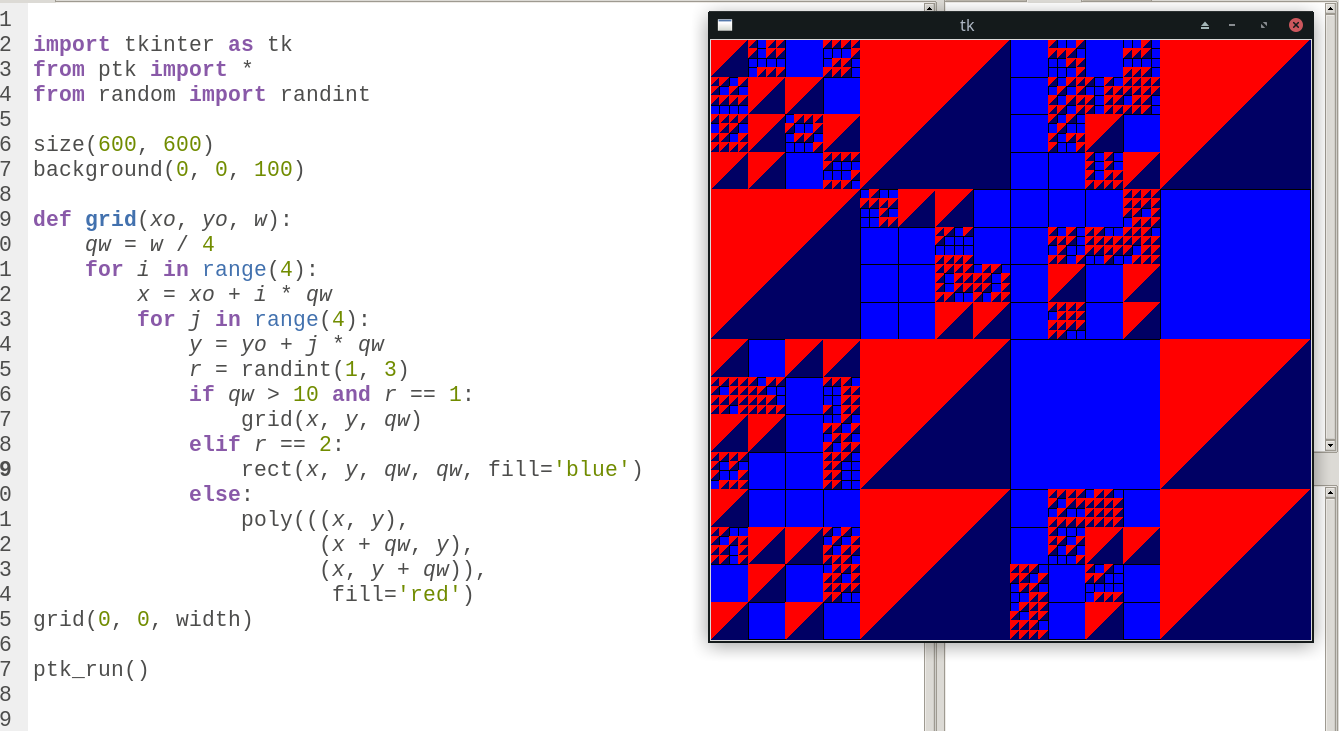 1
2 import tkinter as tk
3 from ptk import *
4 from random import randint
5
6 size(600, 600)
7 background(0, 0, 100)
8
9 def grid(xo, yo, w):
0     qw = w / 4
1     for i in range(4):
2         x = xo + i * qw
3         for j in range(4):
4             y = yo + j * qw
5             r = randint(1, 3)
6             if qw > 10 and r == 1:
7                 grid(x, y, qw)
8             elif r == 2:
9                 rect(x, y, qw, qw, fill='blue')
0             else:
1                 poly(((x, y),
2                       (x + qw, y),
3                       (x, y + qw)),
4                        fill='red')
5 grid(0, 0, width)
6
7 ptk_run()
8
9
tk